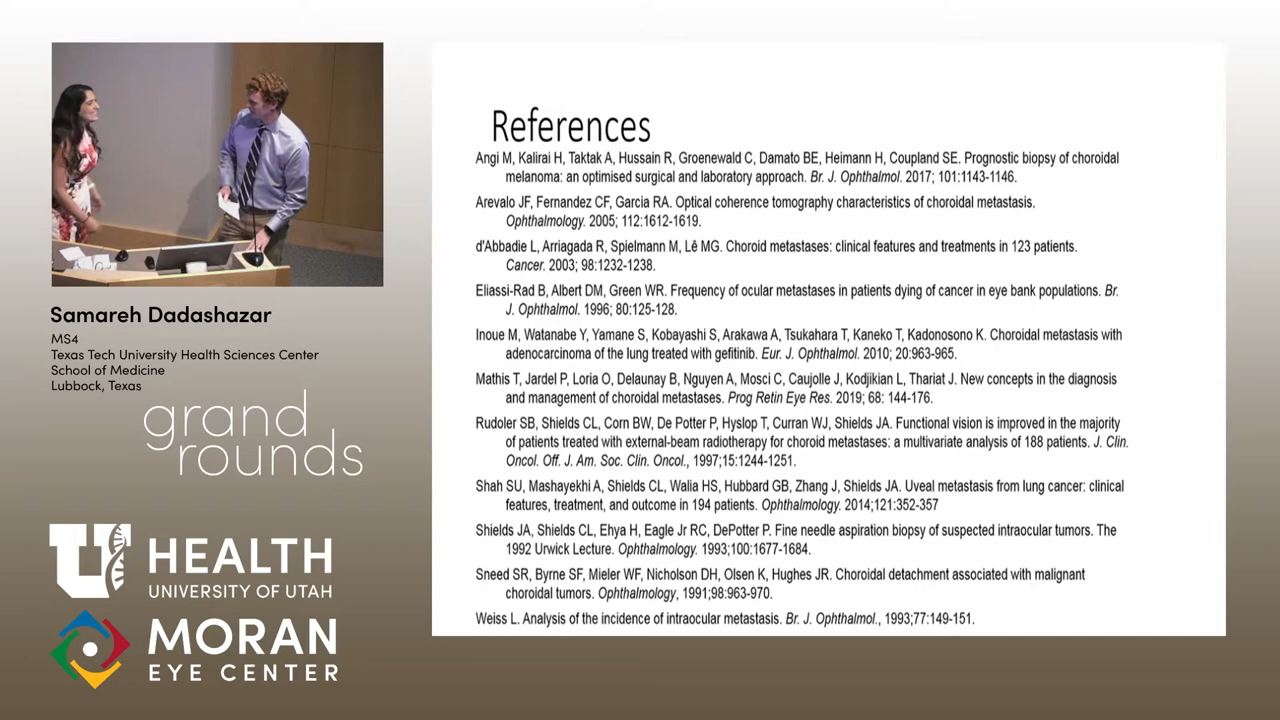 References
Angi M, Kalirai H, Taktak A, Hussain R, Groenewald C, Damato BE, Heimann H, Coupland SE. Prognostic biopsy of choroidal
melanoma: an optimised surgical and laboratory approach. Br. J. Ophthalmol. 2017; 101:1143-1146.
Arevalo JF, Fernandez CF, Garcia RA. Optical coherence tomography characteristics of choroidal metastasis.
Ophthalmology. 2005; 112:1612-1619.
d'Abbadie L, Arriagada R, Spielmann M, Lê MG. Choroid metastases: clinical features and treatments in 123 patients.
Cancer. 2003; 98:1232-1238.
Eliassi-Rad B, Albert DM, Green WR. Frequency of ocular metastases in patients dying of cancer in eye bank populations. Br.
J. Ophthalmol. 1996; 80:125-128.
Inoue M, Watanabe Y, Yamane S, Kobayashi S, Arakawa A, Tsukahara T, Kaneko T, Kadonosono K. Choroidal metastasis with
adenocarcinoma of the lung treated with gefitinib. Eur. J. Ophthalmol. 2010; 20:963-965.
Mathis T, Jardel P, Loria O, Delaunay B, Nguyen A, Mosci C, Caujolle J, Kodjikian L, Thariat J. New concepts in the diagnosis
and management of choroidal metastases. Prog Retin Eye Res. 2019; 68: 144-176.
Rudoler SB, Shields CL, Corn BW, De Potter P, Hyslop T, Curran WJ, Shields JA. Functional vision is improved in the majority
of patients treated with external-beam radiotherapy for choroid metastases: a multivariate analysis of 188 patients. J. Clin.
Oncol. Off. J. Am. Soc. Clin. Oncol., 1997;15:1244-1251.
Shah SU, Mashayekhi A, Shields CL, Walia HS, Hubbard GB, Zhang J, Shields JA. Uveal metastasis from lung cancer: clinical
features, treatment, and outcome in 194 patients. Ophthalmology. 2014;121:352-357
Shields JA, Shields CL, Ehya H, Eagle Jr RC, DePotter P. Fine needle aspiration biopsy of suspected intraocular tumors. The
1992 Urwick Lecture. Ophthalmology. 1993;100:1677-1684.
Sneed SR, Byrne SF, Mieler WF, Nicholson DH, Olsen K, Hughes JR. Choroidal detachment associated with malignant
choroidal tumors. Ophthalmology, 1991;98:963-970.
Weiss L. Analysis of the incidence of intraocular metastasis. Br. J. Ophthalmol., 1993;77:149-151.
Samareh Dadashazar
MS4
Texas Tech University Health Sciences Center
School of Medicine
Lubbock, Texas
grand
rounds
U HEALTH
UNIVERSITY OF UTAH
MORAN
EYE CENTER